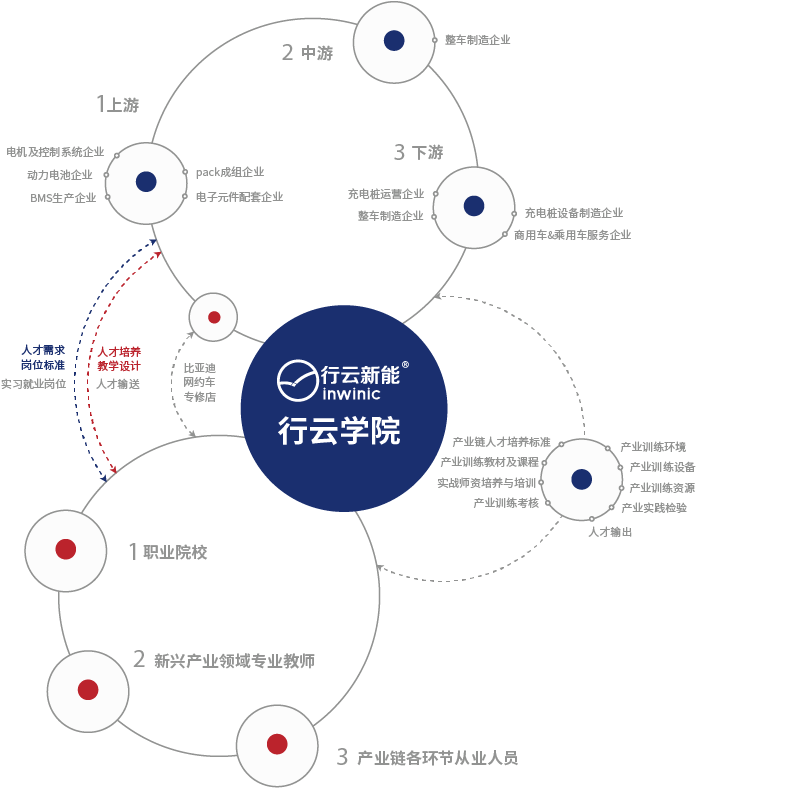 2 中游
整车制造企业
1上游
电机及控制系统企业
动力电池企业
BMS生产企业
pack成组企业
电子元件配套企业
3 下游
充电桩运营企业
整车制造企业
充电桩设备制造企业
商用车&乘用车服务企业
人才需求
岗位标准
实习就业岗位
人才培养
教学设计
人才输送
比亚迪
网约车
专修店
行云新能®
inwinic
行云学院
产业链人才培养标准
产业训练教材及课程
实战师资培养与培训
产业训练考核
产业训练环境
产业训练设备
产业训练资源
产业实践检验
人才输出
1 职业院校
2 新兴产业领域专业教师
3 产业链各环节从业人员